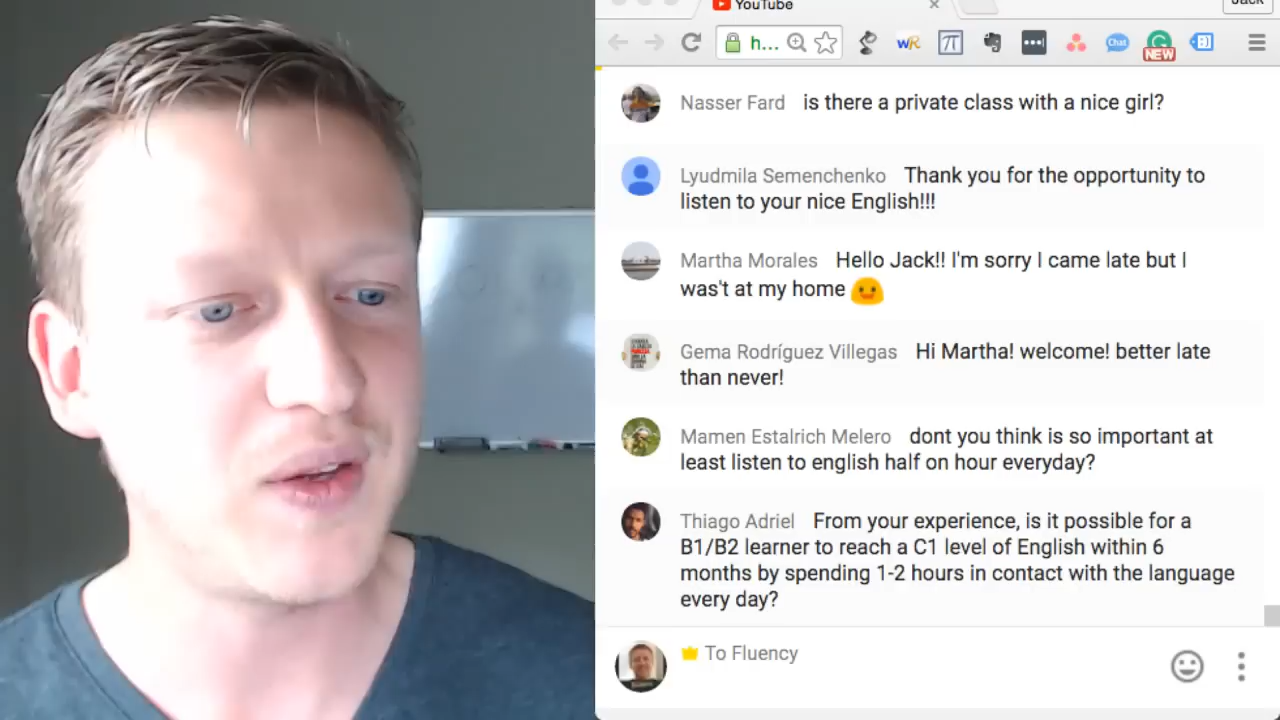 YouTube
Jack
h...
wR
π
Chat
NEW
Nasser Fard is there a private class with a nice girl?
Lyudmila Semenchenko Thank you for the opportunity to
listen to your nice English!!!
Martha Morales Hello Jack!! I'm sorry I came late but I
was't at my home
Gema Rodríguez Villegas Hi Martha! welcome! better late
than never!
Mamen Estalrich Melero dont you think is so important at
least listen to english half on hour everyday?
Thiago Adriel From your experience, is it possible for a
B1/B2 learner to reach a C1 level of English within 6
months by spending 1-2 hours in contact with the language
every day?
To Fluency